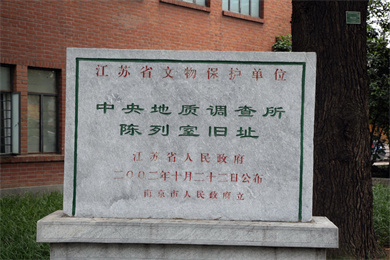 江苏省文物保护单位
中央地质调查所
陈列室旧址
江苏省人民政府
二〇〇二年十月二十二日公布
南京市人民政府立